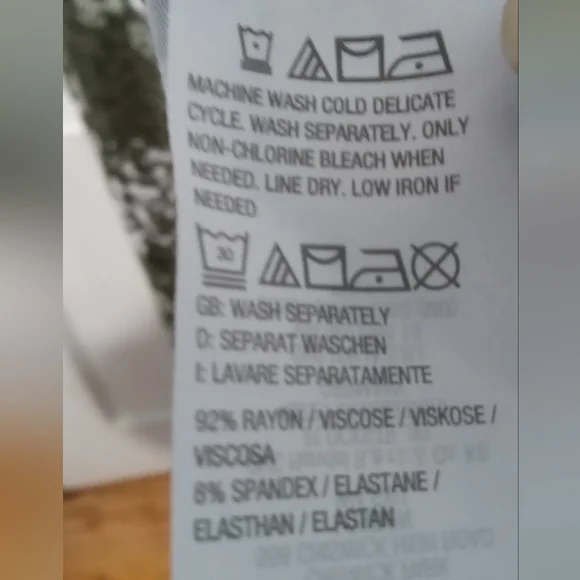 MACHINE WASH COLD DELICATE
CYCLE. WASH SEPARATELY. ONLY
NON-CHLORINE BLEACH WHEN
NEEDED. LINE DRY. LOW IRON IF
NEEDED
30
GB: WASH SEPARATELY
D: SEPARAT WASCHEN
I: LAVARE SEPARATAMENTE
92% RAYON / VISCOSE / VISKOSE /
VISCOSA
8% SPANDEX / ELASTANE /
ELASTHAN / ELASTAN